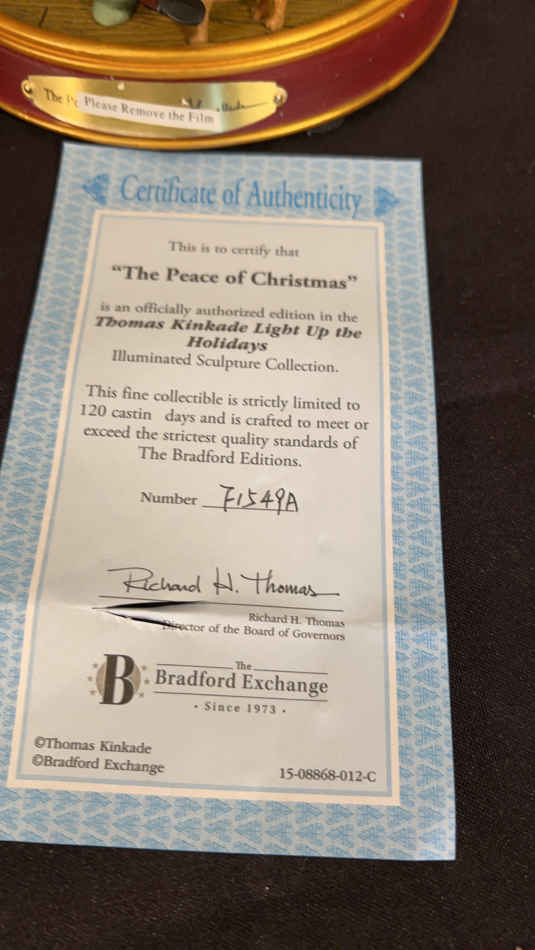 The
Please Remove the Film
Certificate of Authenticity
This is to certify that
"The Peace of Christmas"
is an officially authorized edition in the
Thomas Kinkade Light Up the
Holidays
Illuminated Sculpture Collection.
This fine collectible is strictly limited to
120 castin days and is crafted to meet or
exceed the strictest quality standards of
The Bradford Editions.
Number 71549A
Richard H. Thomas
Richard H. Thomas
Director of the Board of Governors
B
The
Bradford Exchange
• Since 1973 •
©Thomas Kinkade
©Bradford Exchange
15-08868-012-C